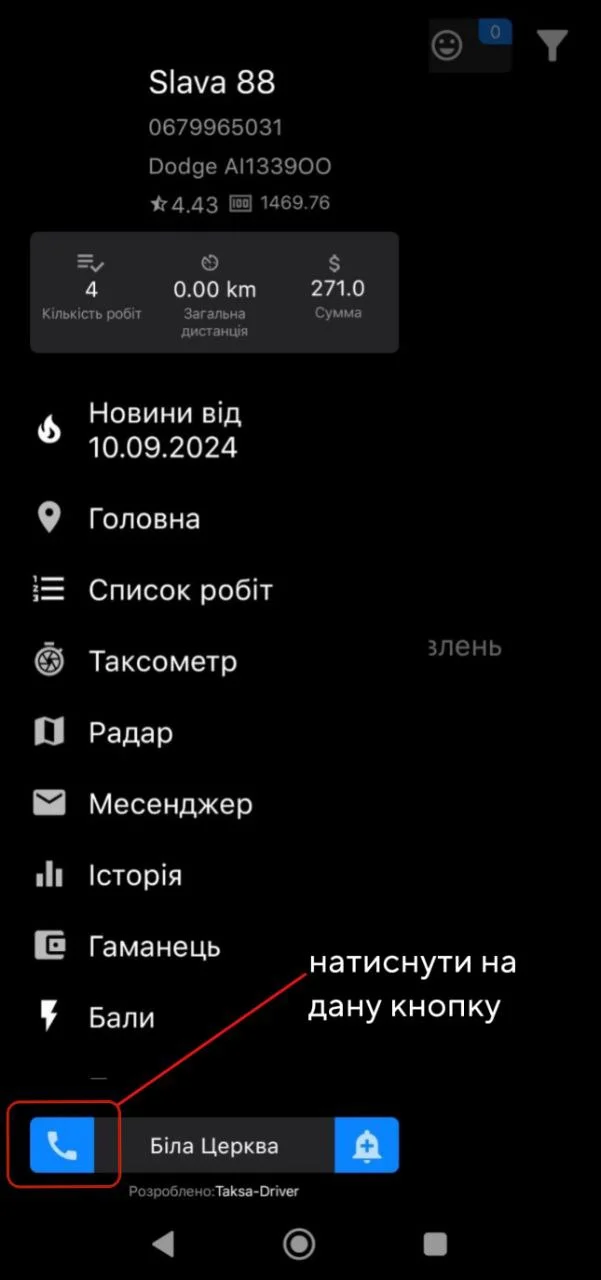 0
Slava 88
0679965031
Dodge AI1339OO
4.43 100 1469.76
4 0.00 km 271.0
Кількість робіт Загальна Сумма
дистанція
Новини від
10.09.2024
Головна
Список робіт
влень
Таксометр
Радар
Месенджер
Історія
Гаманець
натиснути на
дану кнопку
Бали
Біла Церква
Розроблено:Taksa-Driver